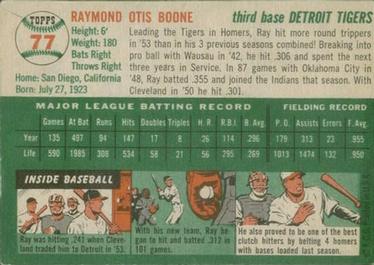 TOPPS
77
RAYMOND OTIS BOONE
third base DETROIT TIGERS
Height: 6'
Weight: 180
Bats Right
Throws Right
Home: San Diego, California
Born: July 27, 1923
Leading the Tigers in Homers, Ray hit more round trippers
in '53 than in his 3 previous seasons combined! Breaking into
pro ball with Wausau in '42, he hit .306 and spent the next
three years in Service. In 87 games with Oklahoma City
in '48, Ray batted .355 and joined the Indians that season. With
Cleveland in '50 he hit .301.
MAJOR LEAGUE BATTING RECORD
FIELDING RECORD
Games At Bat Runs Hits Doubles Triples H. R. R.B.I. B. Avg. P.O. Assists Errors F. Avg.
Year 135 497 94 147 17 8 26 114 .296 179 313 23 .955
Life 590 1985 295 534 58 21 56 295 .269 1013 1474 132 .950
INSIDE BASEBALL
Ray was hitting .241 when Cleve-
land traded him to Detroit in '53.
With his new team, Ray be-
gan to hit and batted .312 in
101 games.
He also proved to be one of the best
clutch hitters by belting 4 homers
with bases loaded last season.